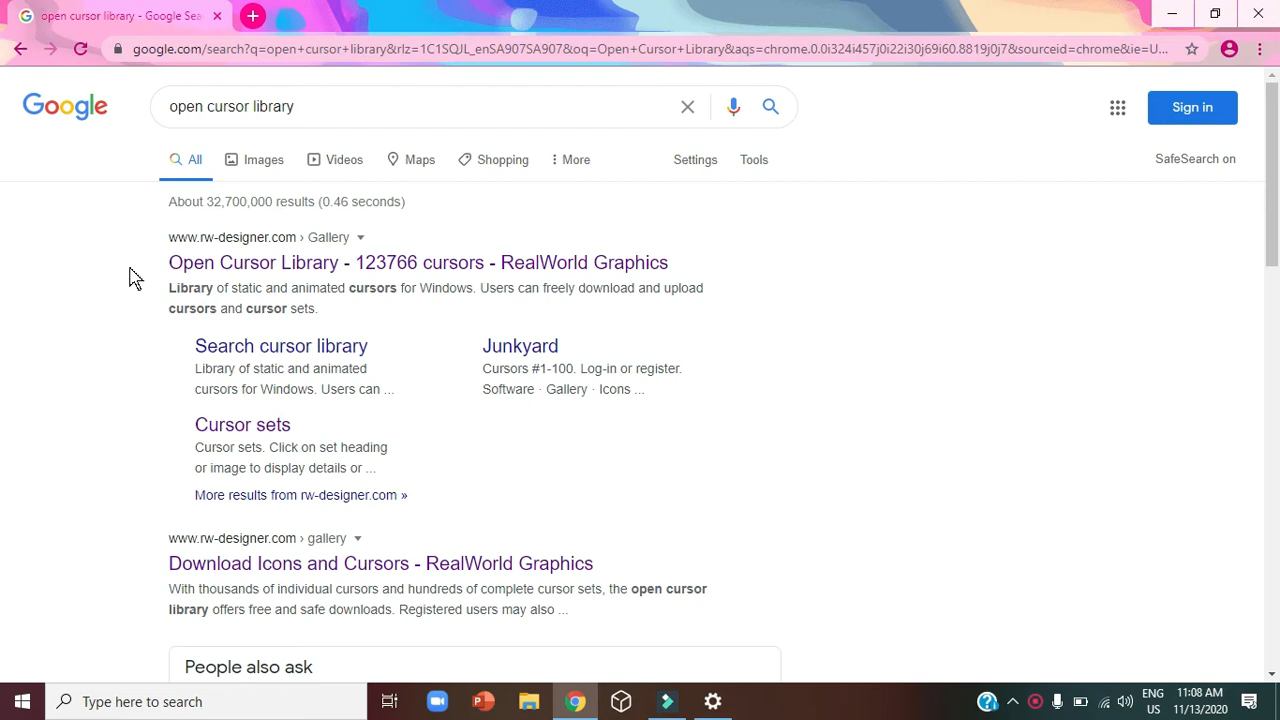 open cursor library - Google Sea
google.com/search?q=open+cursor+library&rlz=1C1SQJL_enSA907SA907&oq=Open+Cursor+Library&aqs=chrome.0.0i324i457j0i22i30j69i60.8819j0j7&sourceid=chrome&ie=U...
Google
open cursor library
Sign in
All Images Videos Maps Shopping More Settings Tools SafeSearch on
About 32,700,000 results (0.46 seconds)
www.rw-designer.com › Gallery
Open Cursor Library - 123766 cursors - RealWorld Graphics
Library of static and animated cursors for Windows. Users can freely download and upload
cursors and cursor sets.
Search cursor library
Library of static and animated
cursors for Windows. Users can ...
Junkyard
Cursors #1-100. Log-in or register.
Software · Gallery · Icons ...
Cursor sets
Cursor sets. Click on set heading
or image to display details or ...
More results from rw-designer.com »
www.rw-designer.com › gallery
Download Icons and Cursors - RealWorld Graphics
With thousands of individual cursors and hundreds of complete cursor sets, the open cursor
library offers free and safe downloads. Registered users may also ...
People also ask
Type here to search
ENG
US
11:08 AM
11/13/2020